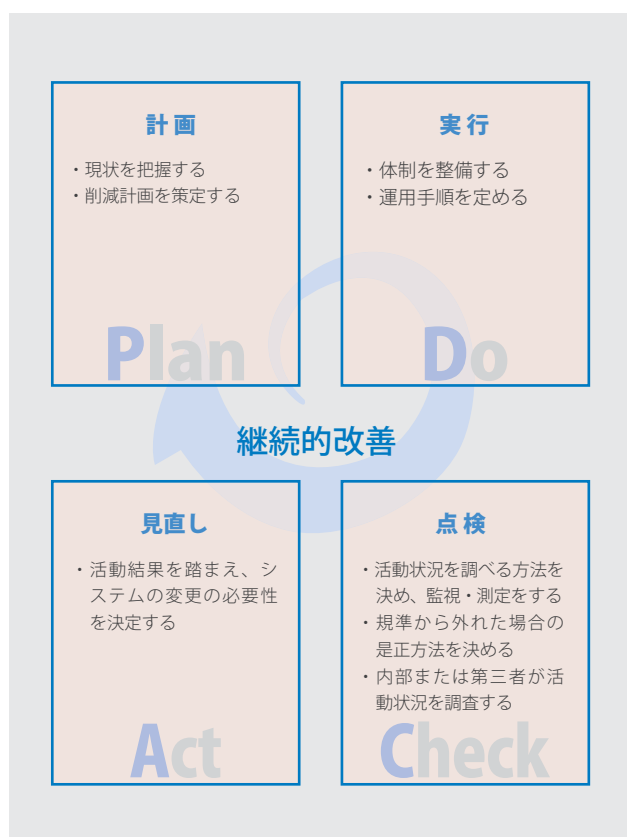 計画
・現状を把握する
・削減計画を策定する
Plan
実行
・体制を整備する
・運用手順を定める
Do
継続的改善
見直し
・活動結果を踏まえ、シ
ステムの変更の必要性
を決定する
Act
点検
・活動状況を調べる方法を
決め、監視・測定をする
・規準から外れた場合の
是正方法を決める
・内部または第三者が活
動状況を調査する
Check